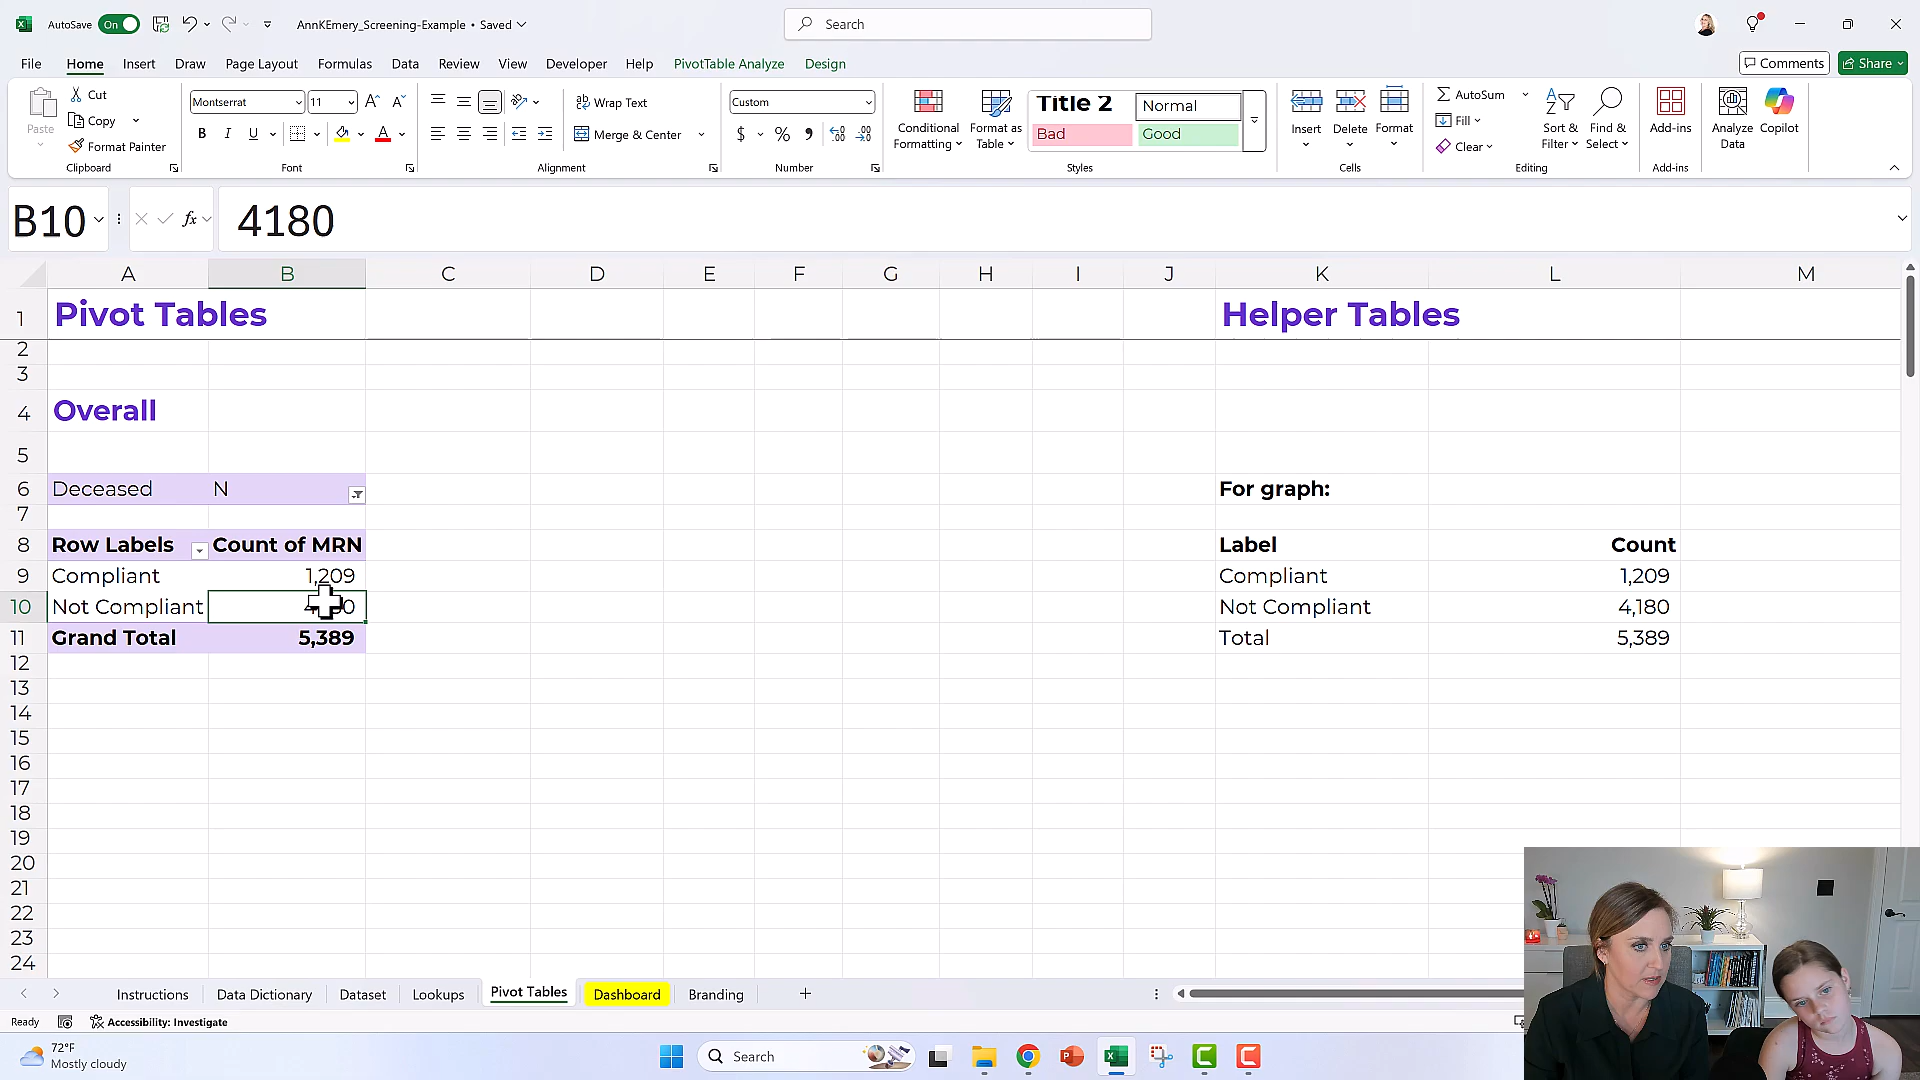 AutoSave On AnnKEmery_Screening-Example • Saved Search
File Home Insert Draw Page Layout Formulas Data Review View Developer Help PivotTable Analyze Design Comments Share
Paste Cut Copy Format Painter Clipboard
Montserrat 11 B I U A Font
Wrap Text Merge & Center Alignment
Custom $ % Number
Conditional Formatting Format as Table Title 2 Normal Bad Good Styles
Insert Delete Format Cells
AutoSum Fill Clear Sort & Filter Find & Select Editing
Add-ins Add-ins
Analyze Data Copilot
B10 fx 4180
A B C D E F G H I J K L M
1 Pivot Tables Helper Tables
2
3
4 Overall
5
6 Deceased N For graph:
7
8 Row Labels Count of MRN Label Count
9 Compliant 1,209 Compliant 1,209
10 Not Compliant Not Compliant 4,180
11 Grand Total 5,389 Total 5,389
12
13
14
15
16
17
18
19
20
21
22
23
24
Instructions Data Dictionary Dataset Lookups Pivot Tables Dashboard Branding
Ready Accessibility: Investigate
72°F
Mostly cloudy
Search